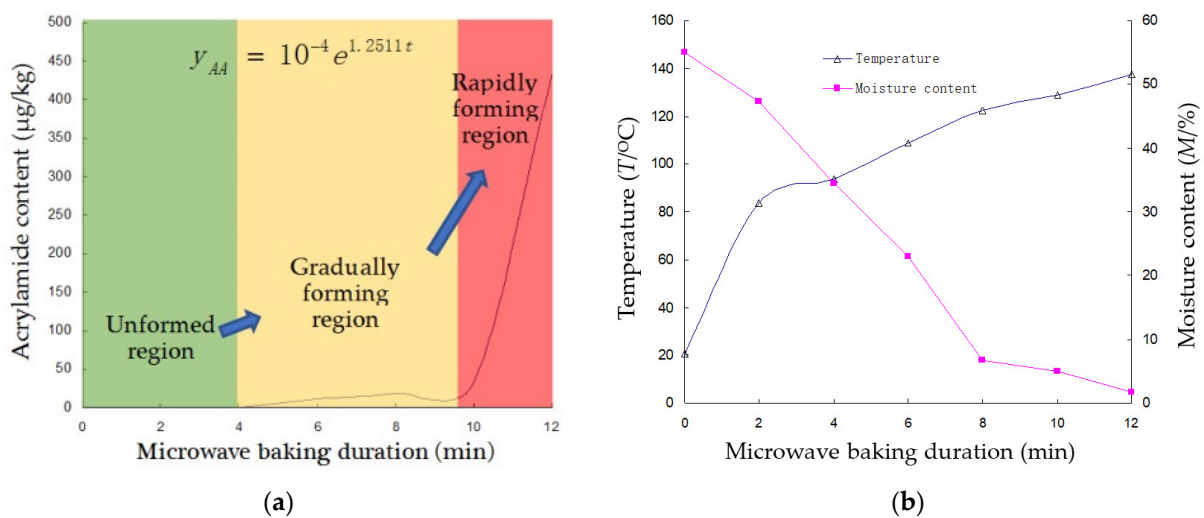 Acrylamide content (µg/kg)
500
450
400
350
300
250
200
150
100
50
0
y_{AA} = 10^{-4} e^{1.2511t}
Rapidly
forming
region
Gradually
forming
region
Unformed
region
0 2 4 6 8 10 12
Microwave baking duration (min)
(a)
Temperature (T/°C)
160
140
120
100
80
60
40
20
0
Temperature
Moisture content
60
50
40
30
20
10
0
Moisture content (M/%)
0 2 4 6 8 10 12
Microwave baking duration (min)
(b)